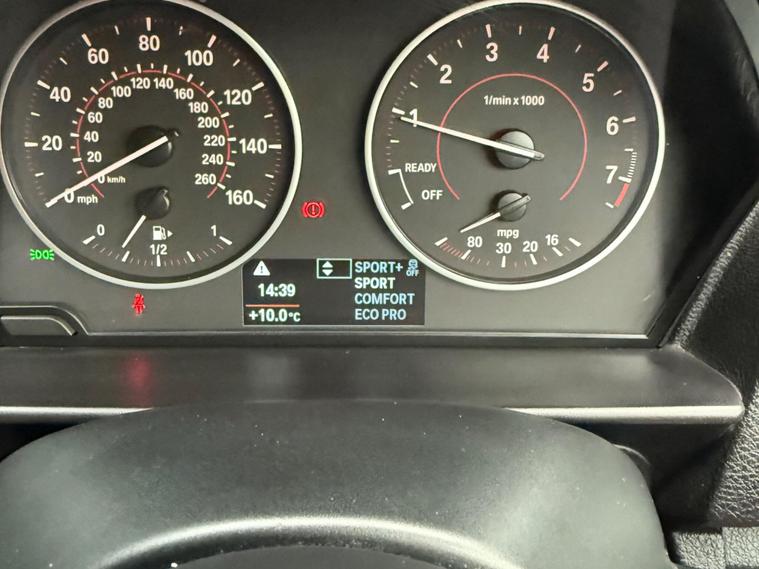 0 20 40 60 80 100 120 140 160
mph
0 20 40 60 80 100 120 140 160 180 200 220 240 260
km/h
0 1/2 1
1 2 3 4 5 6 7
1/min x 1000
READY
OFF
mpg
80 30 20 16
14:39
+10.0°C
SPORT+
OFF
SPORT
COMFORT
ECO PRO